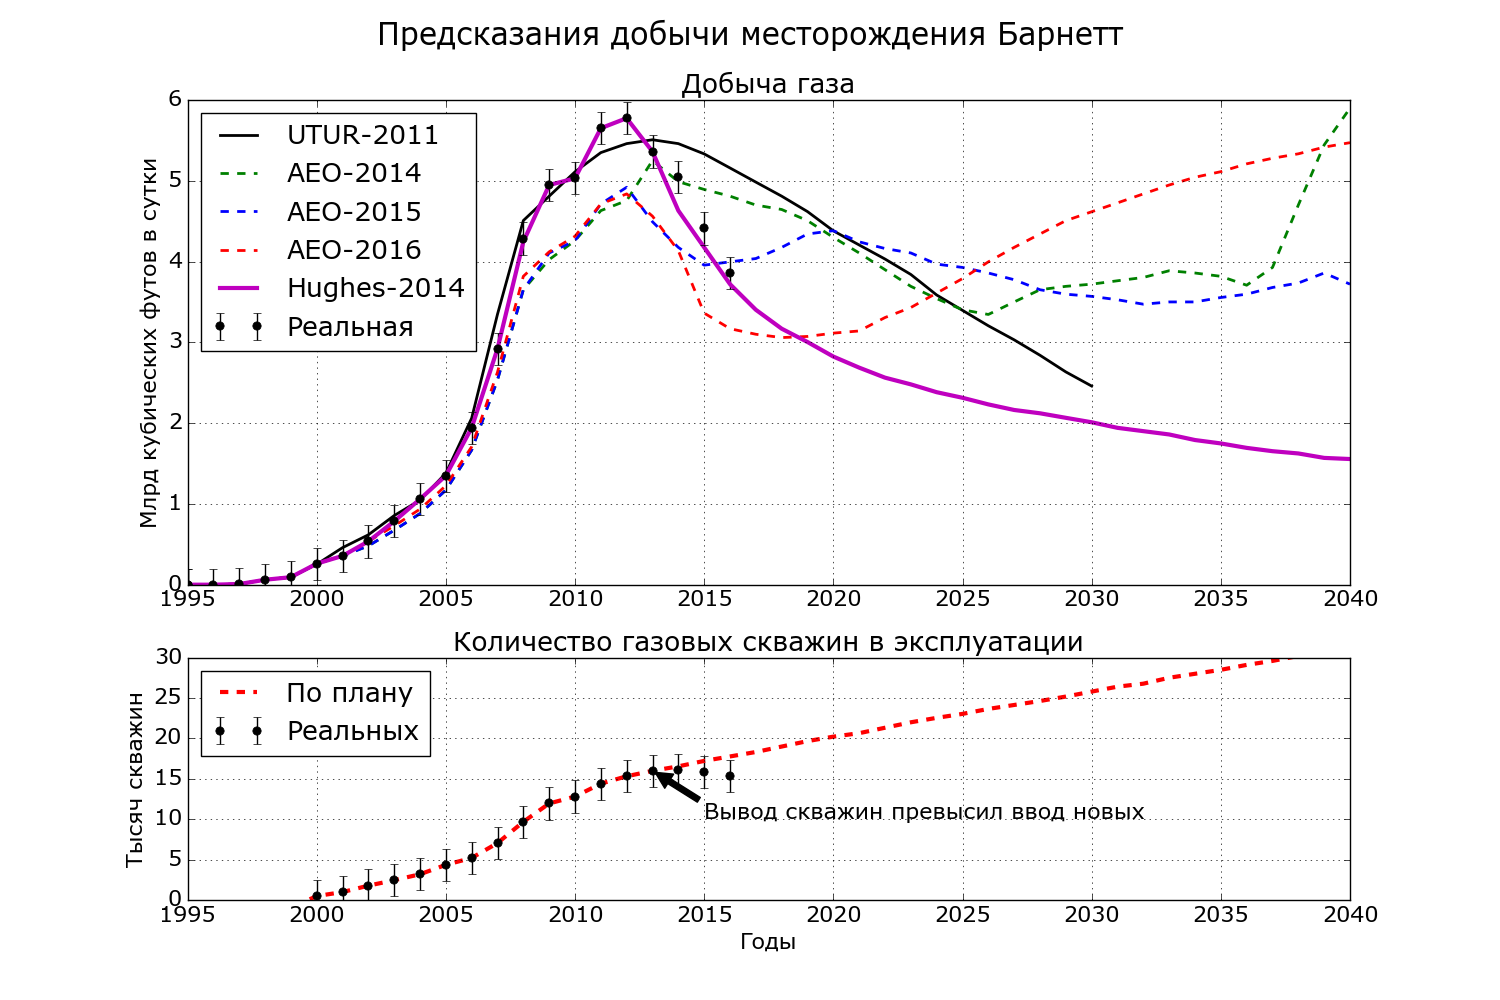 Предсказания добычи месторождения Барнетт
Добыча газа
Млрд кубических футов в сутки
6
5
4
3
2
1
0
UTUR-2011
AEO-2014
AEO-2015
AEO-2016
Hughes-2014
Реальная
1995 2000 2005 2010 2015 2020 2025 2030 2035 2040
Количество газовых скважин в эксплуатации
Тысяч скважин
30
25
20
15
10
5
0
По плану
Реальных
Вывод скважин превысил ввод новых
1995 2000 2005 2010 2015 2020 2025 2030 2035 2040
Годы